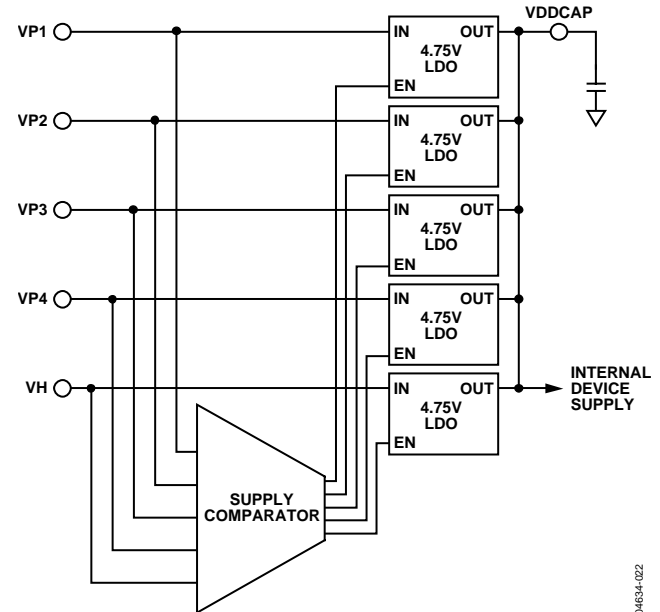 VDDCAP
VP1
IN
OUT
4.75V
LDO
EN
VP2
IN
OUT
4.75V
LDO
EN
VP3
IN
OUT
4.75V
LDO
EN
VP4
IN
OUT
4.75V
LDO
EN
VH
IN
OUT
4.75V
LDO
EN
INTERNAL
DEVICE
SUPPLY
SUPPLY
COMPARATOR
04634-022